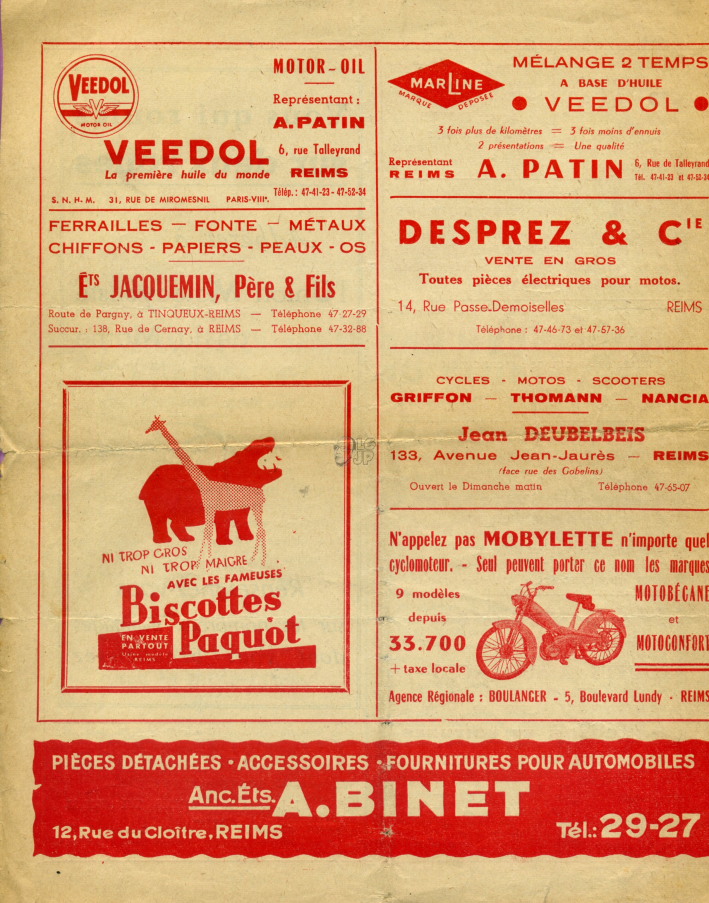 VEEDOL
MOTOR OIL
MOTOR-OIL
Représentant :
A.PATIN
VEEDOL
6, rue Talleyrand
La première huile du monde
REIMS
Télép. : 47-41-23 - 47-52-34
S. N. H. M. 31, RUE DE MIROMESNIL PARIS-VIIIe.
FERRAILLES — FONTE — MÉTAUX
CHIFFONS - PAPIERS - PEAUX - OS
Éts JACQUEMIN, Père & Fils
Route de Pargny, à TINQUEUX-REIMS — Téléphone 47-27-29
Succur. : 138, Rue de Cernay, à REIMS — Téléphone 47-32-88
NI TROP GROS
NI TROP MAIGRE
AVEC LES FAMEUSES
Biscottes
Paquot
EN VENTE
PARTOUT
REIMS
MARLINE
MARQUE DEPOSÉE
MÉLANGE 2 TEMPS
A BASE D'HUILE
● VEEDOL ●
3 fois plus de kilomètres = 3 fois moins d'ennuis
2 présentations = Une qualité
Représentant
REIMS
A. PATIN
6, Rue de Talleyrand
Tél. 47-41-23 et 47-52-34
DESPREZ & CIE
VENTE EN GROS
Toutes pièces électriques pour motos.
14, Rue Passe-Demoiselles REIMS
Téléphone : 47-46-73 et 47-57-36
CYCLES - MOTOS - SCOOTERS
GRIFFON — THOMANN — NANCIA
Jean DEUBELBEIS
133, Avenue Jean-Jaurès — REIMS
(face rue des Gobelins)
Ouvert le Dimanche matin Téléphone 47-65-07
N'appelez pas MOBYLETTE n'importe quel
cyclomoteur. - Seul peuvent porter ce nom les marques
9 modèles
depuis
33.700
+ taxe locale
MOTOBÉCANE
et
MOTOCONFORT
Agence Régionale : BOULANGER - 5, Boulevard Lundy - REIMS
PIÈCES DÉTACHÉES • ACCESSOIRES • FOURNITURES POUR AUTOMOBILES
Anc. Éts. A. BINET
12, Rue du Cloître, REIMS
Tél.: 29-27